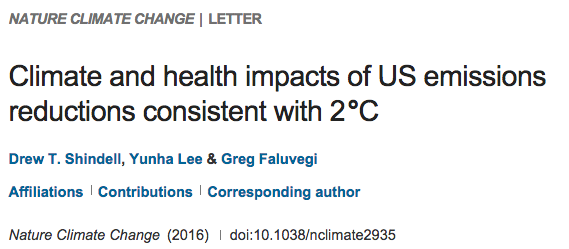 NATURE CLIMATE CHANGE | LETTER
Climate and health impacts of US emissions
reductions consistent with 2 °C
Drew T. Shindell, Yunha Lee & Greg Faluvegi
Affiliations | Contributions | Corresponding author
Nature Climate Change (2016) | doi:10.1038/nclimate2935